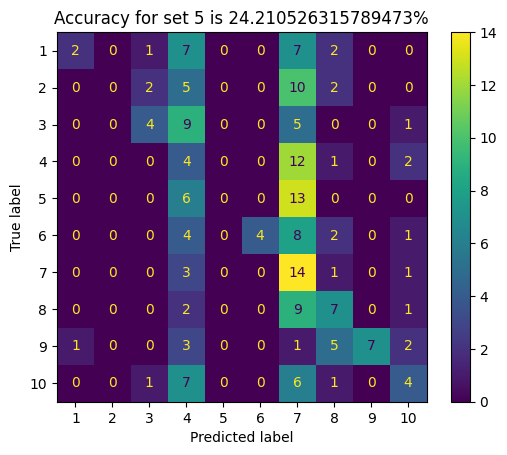 Accuracy for set 5 is 24.210526315789473%
1 2 0 1 7 0 0 7 2 0 0
2 0 0 2 5 0 0 10 2 0 0
3 0 0 4 9 0 0 5 0 0 1
4 0 0 0 4 0 0 12 1 0 2
5 0 0 0 6 0 0 13 0 0 0
6 0 0 0 4 0 4 8 2 0 1
7 0 0 0 3 0 0 14 1 0 1
8 0 0 0 2 0 0 9 7 0 1
9 1 0 0 3 0 0 1 5 7 2
10 0 0 1 7 0 0 6 1 0 4
1 2 3 4 5 6 7 8 9 10
Predicted label
True label
14
12
10
8
6
4
2
0